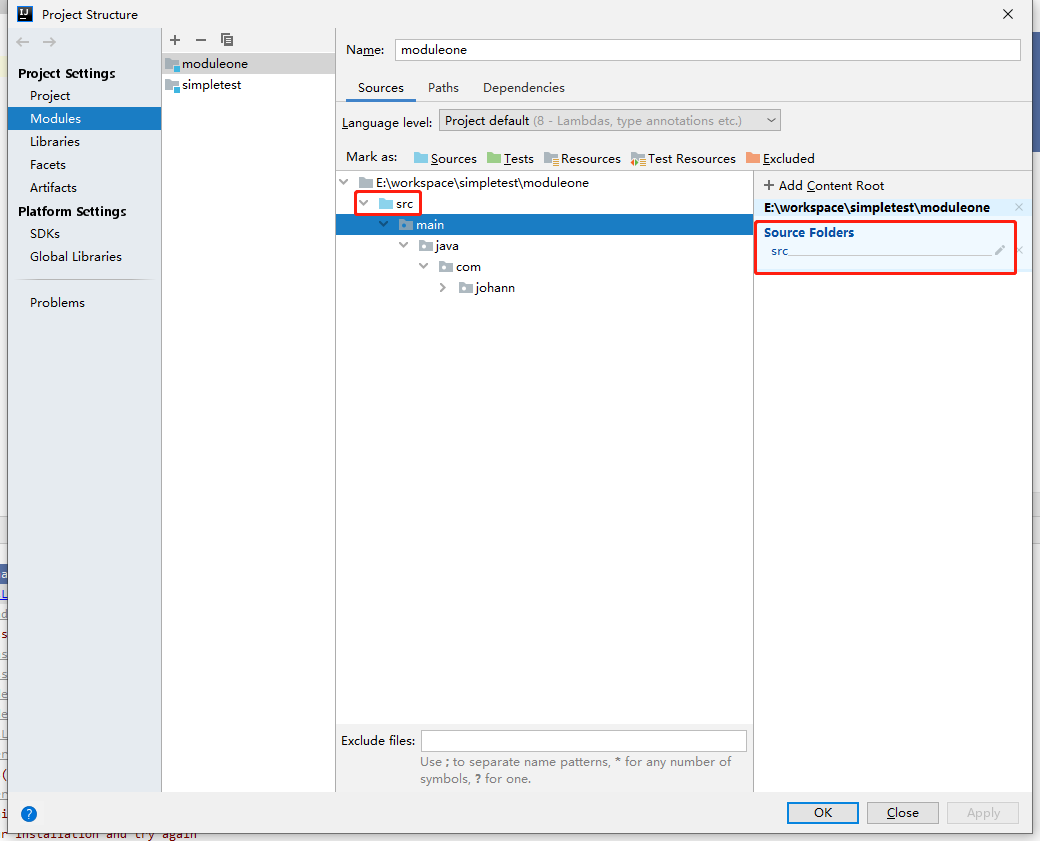 Project Structure
Project Settings
Project
Modules
Libraries
Facets
Artifacts
Platform Settings
SDKs
Global Libraries
Problems
moduleone
simpletest
Name: moduleone
Sources Paths Dependencies
Language level: Project default (8 - Lambdas, type annotations etc.)
Mark as: Sources Tests Resources Test Resources Excluded
E:\workspace\simpletest\moduleone
src
main
java
com
johann
+ Add Content Root
E:\workspace\simpletest\moduleone
Source Folders
src
Exclude files:
Use ; to separate name patterns, * for any number of
symbols, ? for one.
? OK Close Apply
r installation and try again